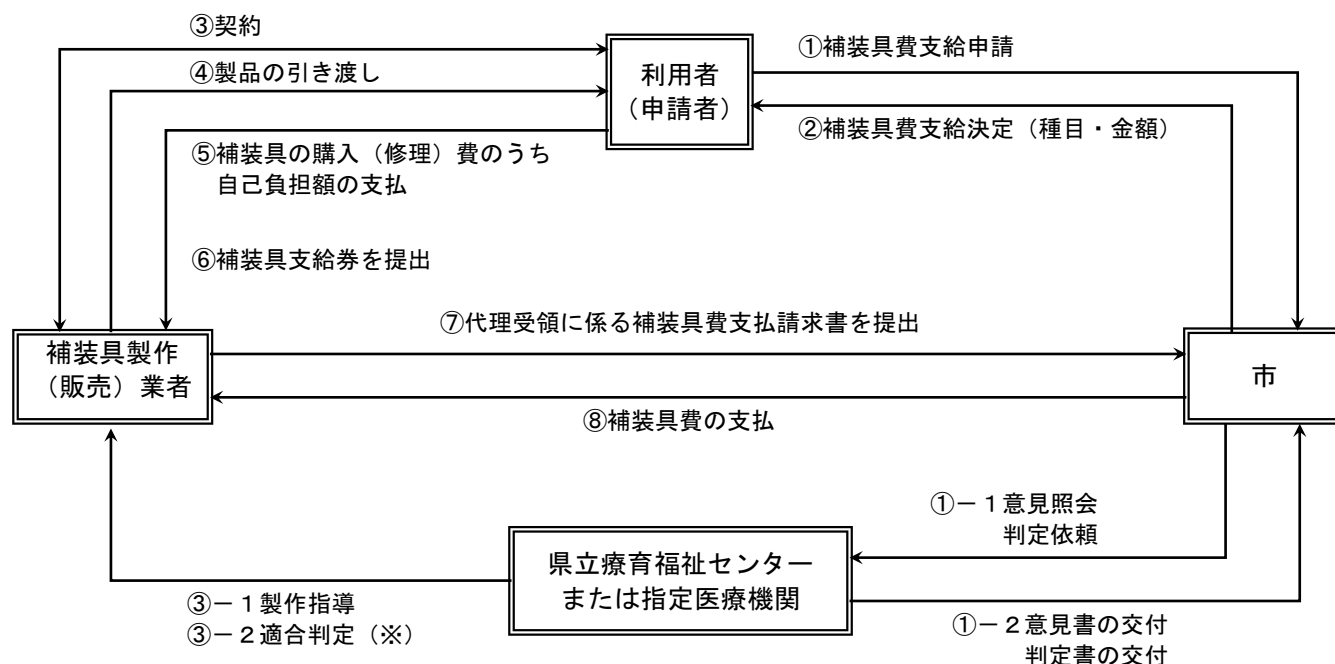 ③契約
④製品の引き渡し
利用者
（申請者）
①補装具費支給申請
②補装具費支給決定（種目・金額）
⑤補装具の購入（修理）費のうち
自己負担額の支払
⑥補装具支給券を提出
⑦代理受領に係る補装具費支払請求書を提出
補装具製作
（販売）業者
市
⑧補装具費の支払
①－１意見照会
判定依頼
県立療育福祉センター
または指定医療機関
③－１製作指導
③－２適合判定（※）
①－２意見書の交付
判定書の交付